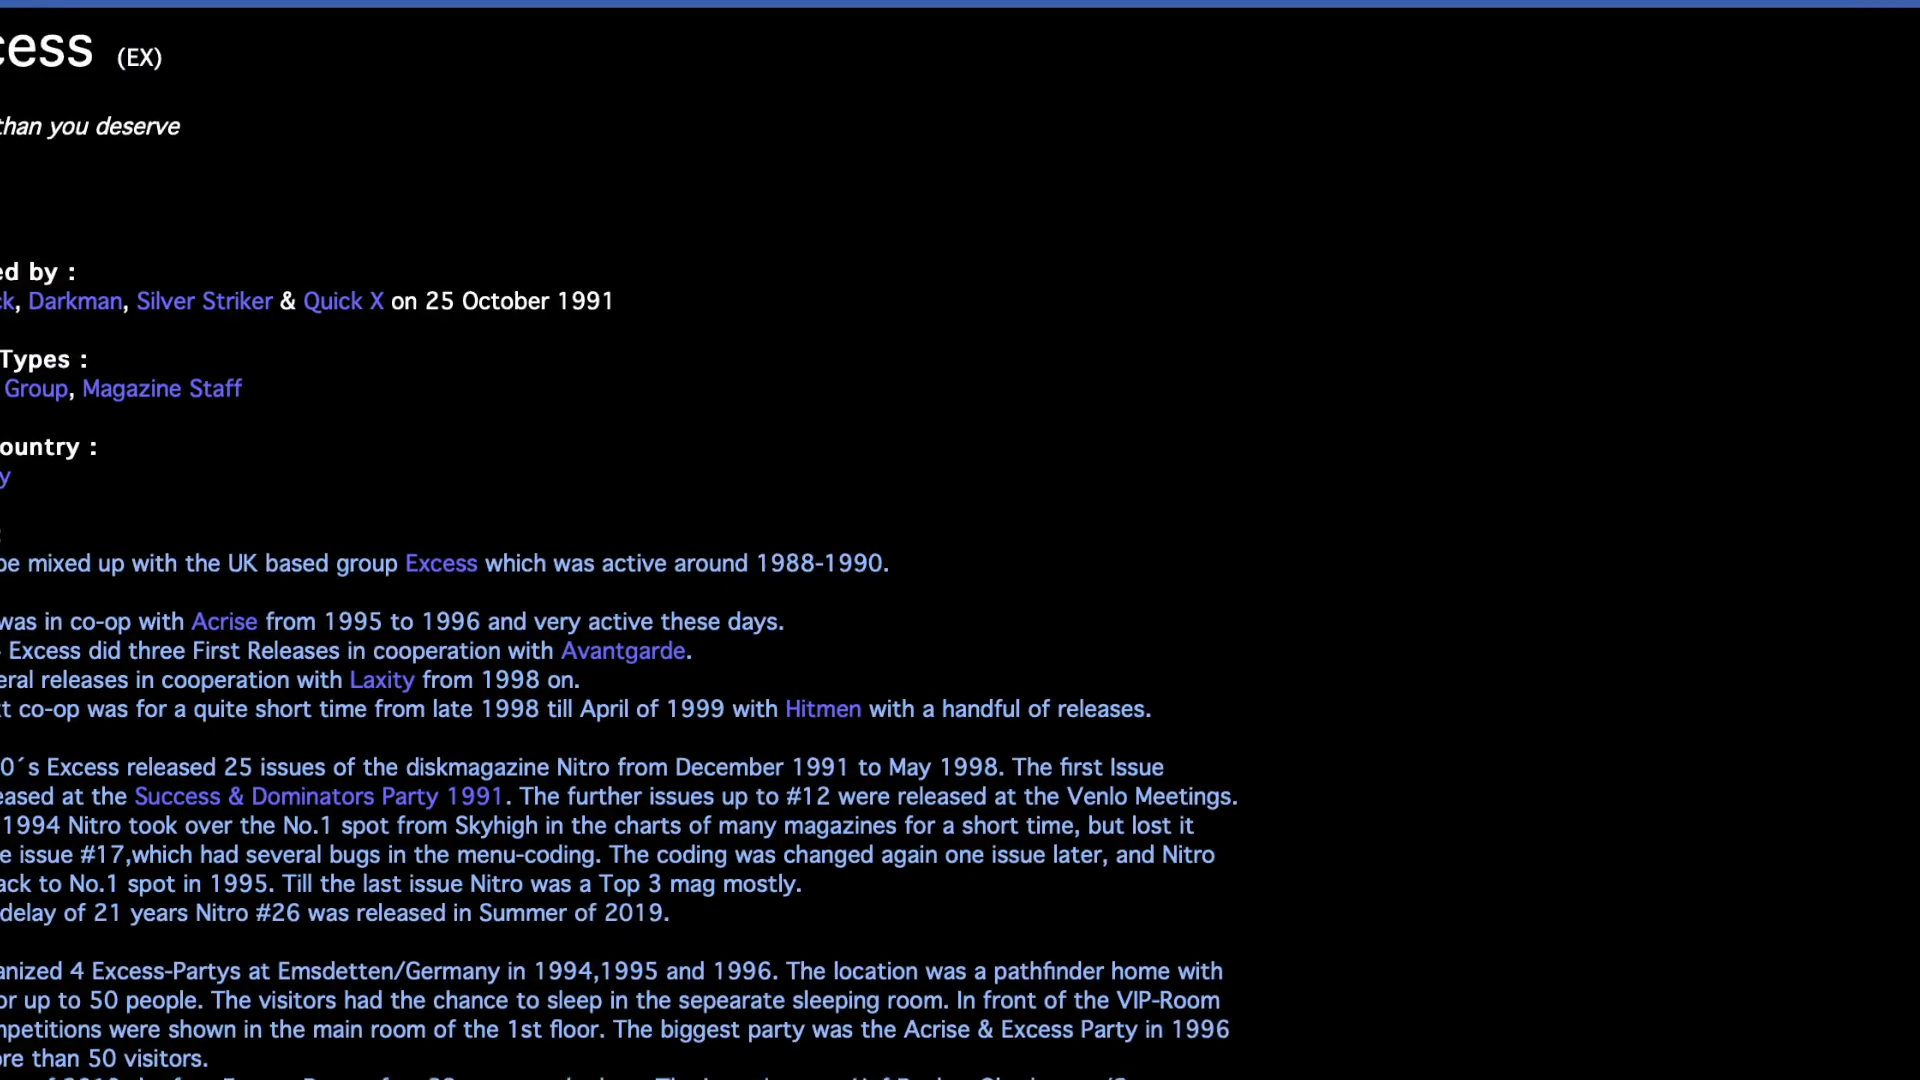 cess (EX)
than you deserve
ed by :
ck, Darkman, Silver Striker & Quick X on 25 October 1991
Types :
Group, Magazine Staff
ountry :
y
:
be mixed up with the UK based group Excess which was active around 1988-1990.
was in co-op with Acrise from 1995 to 1996 and very active these days.
Excess did three First Releases in cooperation with Avantgarde.
eral releases in cooperation with Laxity from 1998 on.
t co-op was for a quite short time from late 1998 till April of 1999 with Hitmen with a handful of releases.
0´s Excess released 25 issues of the diskmagazine Nitro from December 1991 to May 1998. The first Issue
eased at the Success & Dominators Party 1991. The further issues up to #12 were released at the Venlo Meetings.
1994 Nitro took over the No.1 spot from Skyhigh in the charts of many magazines for a short time, but lost it
e issue #17,which had several bugs in the menu-coding. The coding was changed again one issue later, and Nitro
ack to No.1 spot in 1995. Till the last issue Nitro was a Top 3 mag mostly.
delay of 21 years Nitro #26 was released in Summer of 2019.
anized 4 Excess-Partys at Emsdetten/Germany in 1994,1995 and 1996. The location was a pathfinder home with
or up to 50 people. The visitors had the chance to sleep in the sepearate sleeping room. In front of the VIP-Room
mpetitions were shown in the main room of the 1st floor. The biggest party was the Acrise & Excess Party in 1996
ore than 50 visitors.